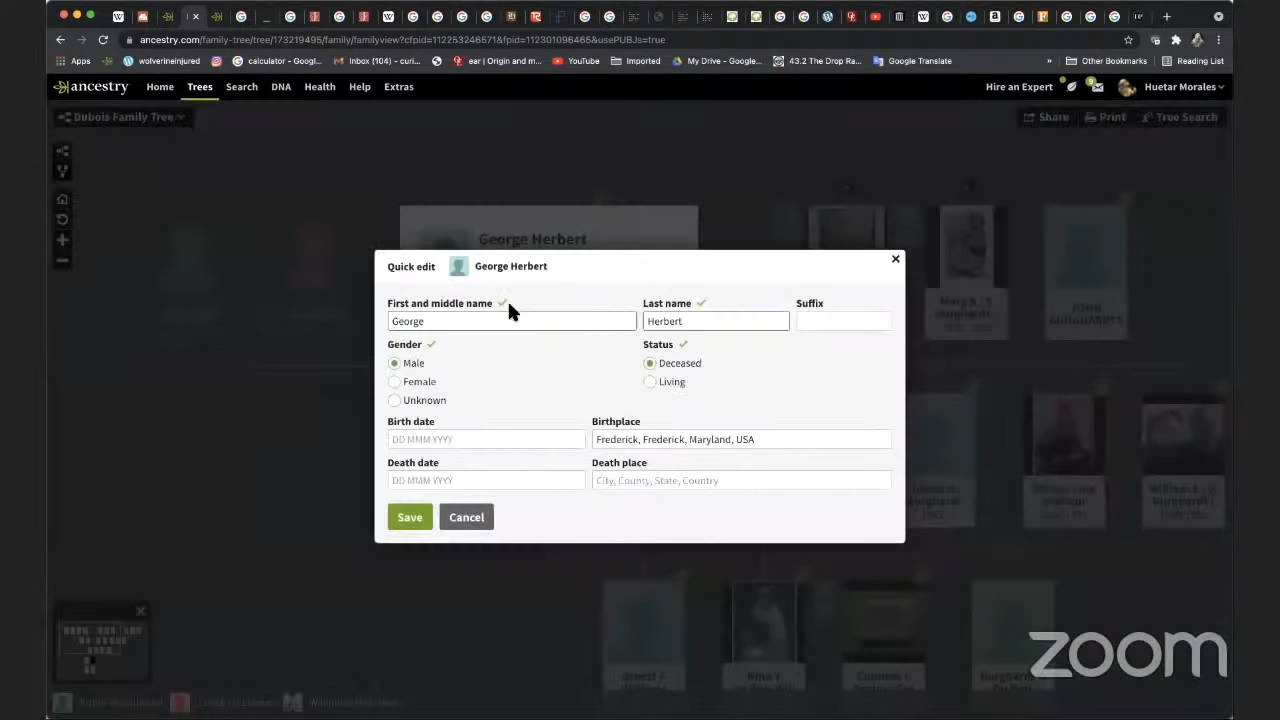 ancestry.com/family-tree/tree/173219495/family/familyview?cfpid=112253246571&fpid=112301096465&usePUBJs=true
Apps
wolverineinjured
calculator - Googl...
Inbox (104) - curi...
ear | Origin and m...
YouTube
Imported
My Drive - Google...
43.2 The Drop Ra...
Google Translate
»
Other Bookmarks
Reading List
ancestry
Home
Trees
Search
DNA
Health
Help
Extras
Hire an Expert
Huetar Morales
Dubois Family Tree
Share
Print
Tree Search
George Herbert
Quick edit
George Herbert
First and middle name
Last name
Suffix
George
Herbert
Gender
Status
Male
Deceased
Female
Living
Unknown
Birth date
Birthplace
DD MMM YYYY
Frederick, Frederick, Maryland, USA
Death date
Death place
DD MMM YYYY
City, County, State, Country
Save
Cancel
zoom